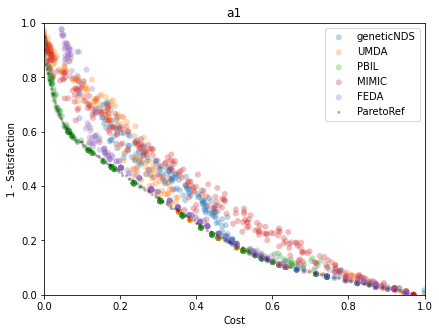 a1
1 - Satisfaction
1.0
0.8
0.6
0.4
0.2
0.0
geneticNDS
UMDA
PBIL
MIMIC
FEDA
ParetoRef
0.0 0.2 0.4 0.6 0.8 1.0
Cost